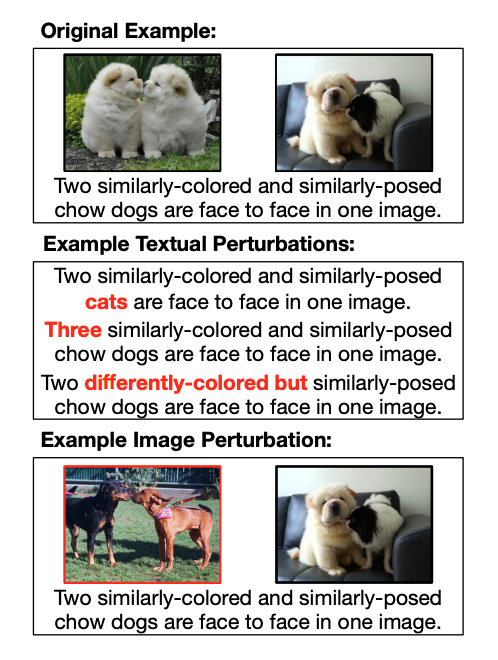 Original Example:
Two similarly-colored and similarly-posed
chow dogs are face to face in one image.
Example Textual Perturbations:
Two similarly-colored and similarly-posed
cats are face to face in one image.
Three similarly-colored and similarly-posed
chow dogs are face to face in one image.
Two differently-colored but similarly-posed
chow dogs are face to face in one image.
Example Image Perturbation:
Two similarly-colored and similarly-posed
chow dogs are face to face in one image.